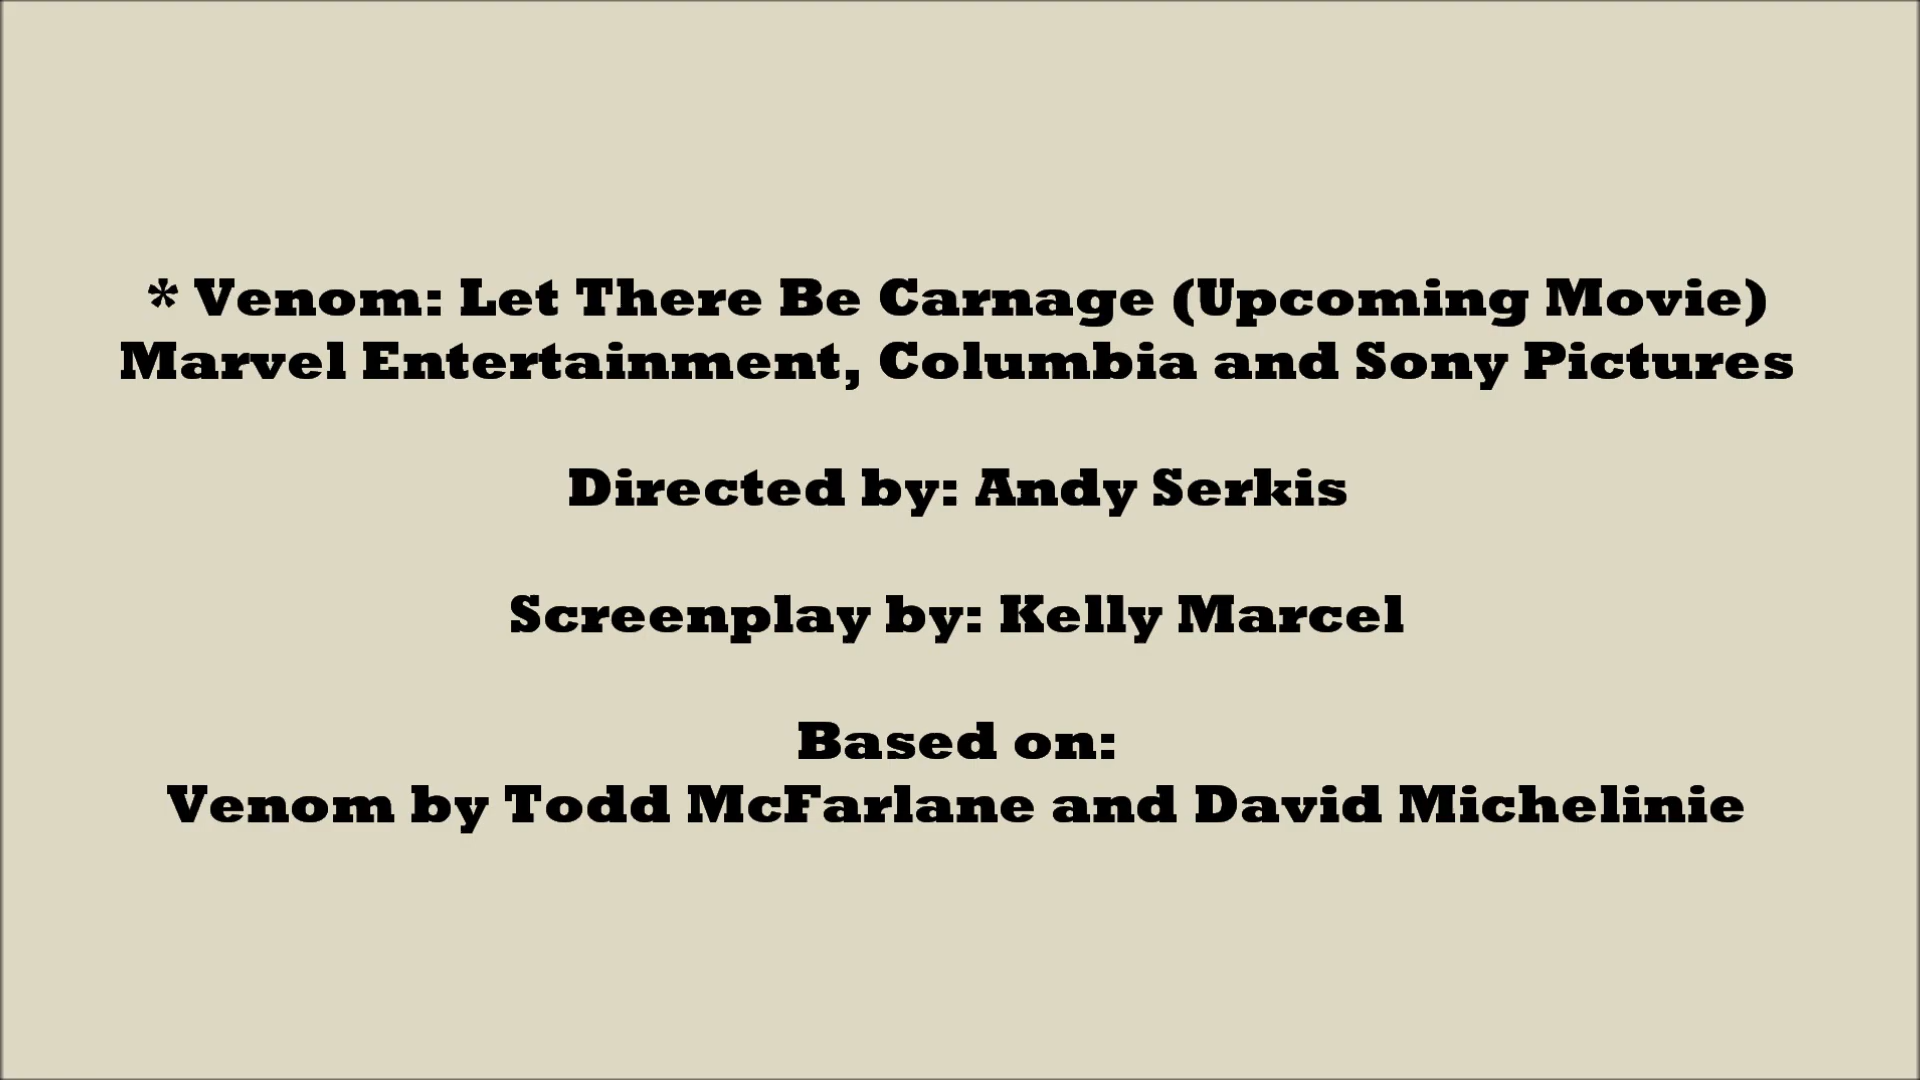 * Venom: Let There Be Carnage (Upcoming Movie)
Marvel Entertainment, Columbia and Sony Pictures
Directed by: Andy Serkis
Screenplay by: Kelly Marcel
Based on:
Venom by Todd McFarlane and David Michelinie